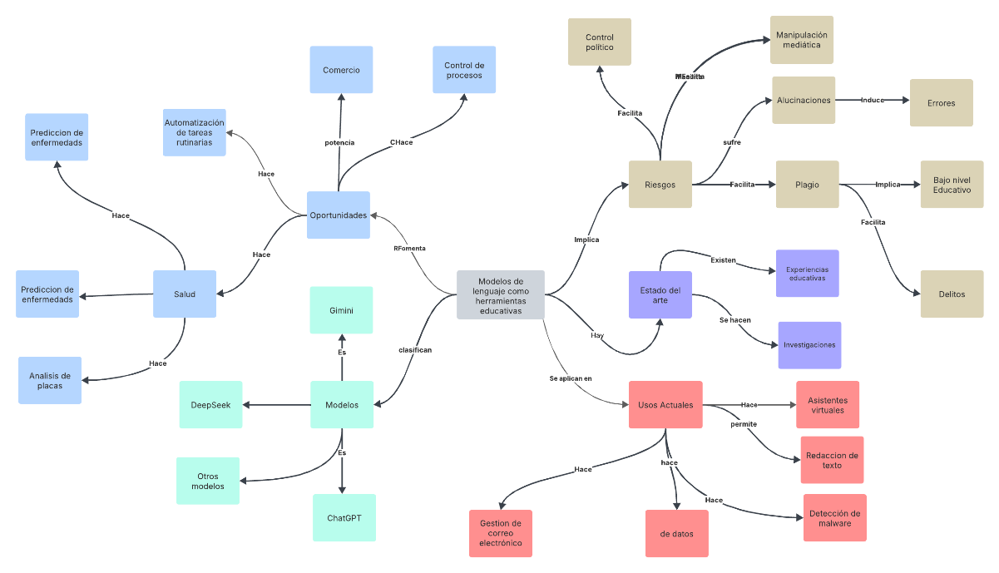 Control
político
Manipulación
mediática
Comercio
Control de
procesos
Facilita
Alucinaciones
Induce
Errores
Automatización
de tareas
rutinarias
Prediccion de
enfermedads
potencia
CHace
sufre
Hace
Riesgos
Facilita
Plagio
Implica
Bajo nivel
Educativo
Hace
Oportunidades
Facilita
RFomenta
Implica
Hace
Existen
Experiencias
educativas
Prediccion de
enfermedads
Salud
Modelos de
lenguaje como
herramientas
educativas
Estado del
arte
Delitos
Gimini
Se hacen
Hay
Investigaciones
Es
clasifican
Hace
Analisis de
placas
Se aplican en
DeepSeek
Modelos
Usos Actuales
Hace
Asistentes
virtuales
permite
Es
hace
Redaccion de
texto
Hace
Otros
modelos
Hace
ChatGPT
Gestion de
correo
electrónico
de datos
Detección de
malware